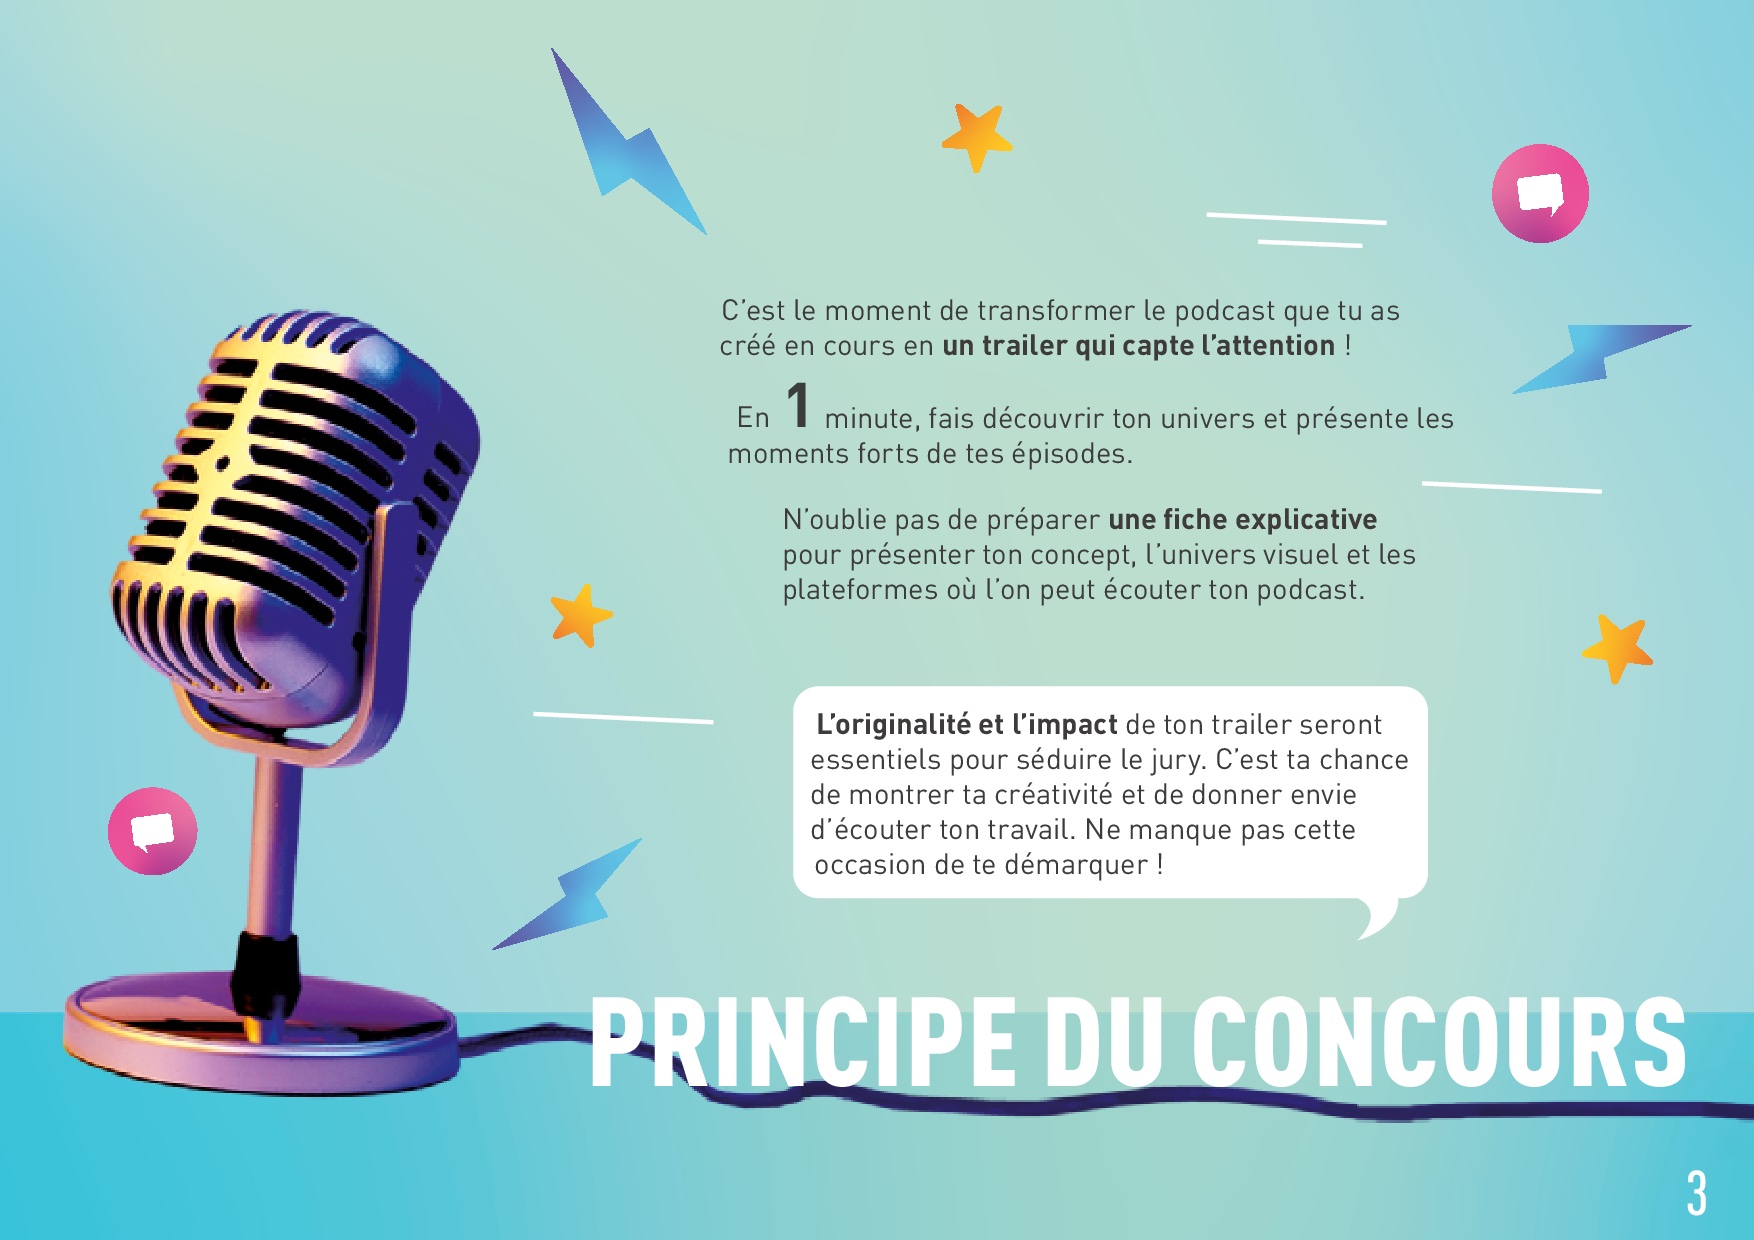 C’est le moment de transformer le podcast que tu as
créé en cours en un trailer qui capte l’attention !
En 1 minute, fais découvrir ton univers et présente les
moments forts de tes épisodes.
N’oublie pas de préparer une fiche explicative
pour présenter ton concept, l’univers visuel et les
plateformes où l’on peut écouter ton podcast.
L’originalité et l’impact de ton trailer seront
essentiels pour séduire le jury. C’est ta chance
de montrer ta créativité et de donner envie
d’écouter ton travail. Ne manque pas cette
occasion de te démarquer !
PRINCIPE DU CONCOURS
3